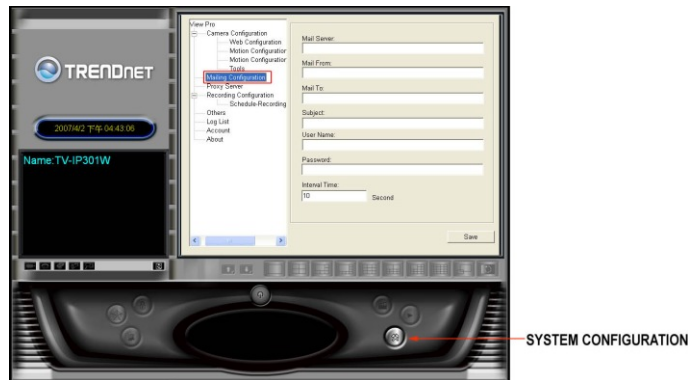 TRENDNET
2007/4/2 下午 04:43:06
Name:TV-IP301W
View Pro
Camera Configuration
Web Configuration
Motion Configuration
Motion Configuration
Tools
Mailing Configuration
Proxy Server
Recording Configuration
Schedule-Recording
Others
Log List
Account
About
Mail Server:
Mail From:
Mail To:
Subject:
User Name:
Password:
Interval Time:
10 Second
Save
SYSTEM CONFIGURATION